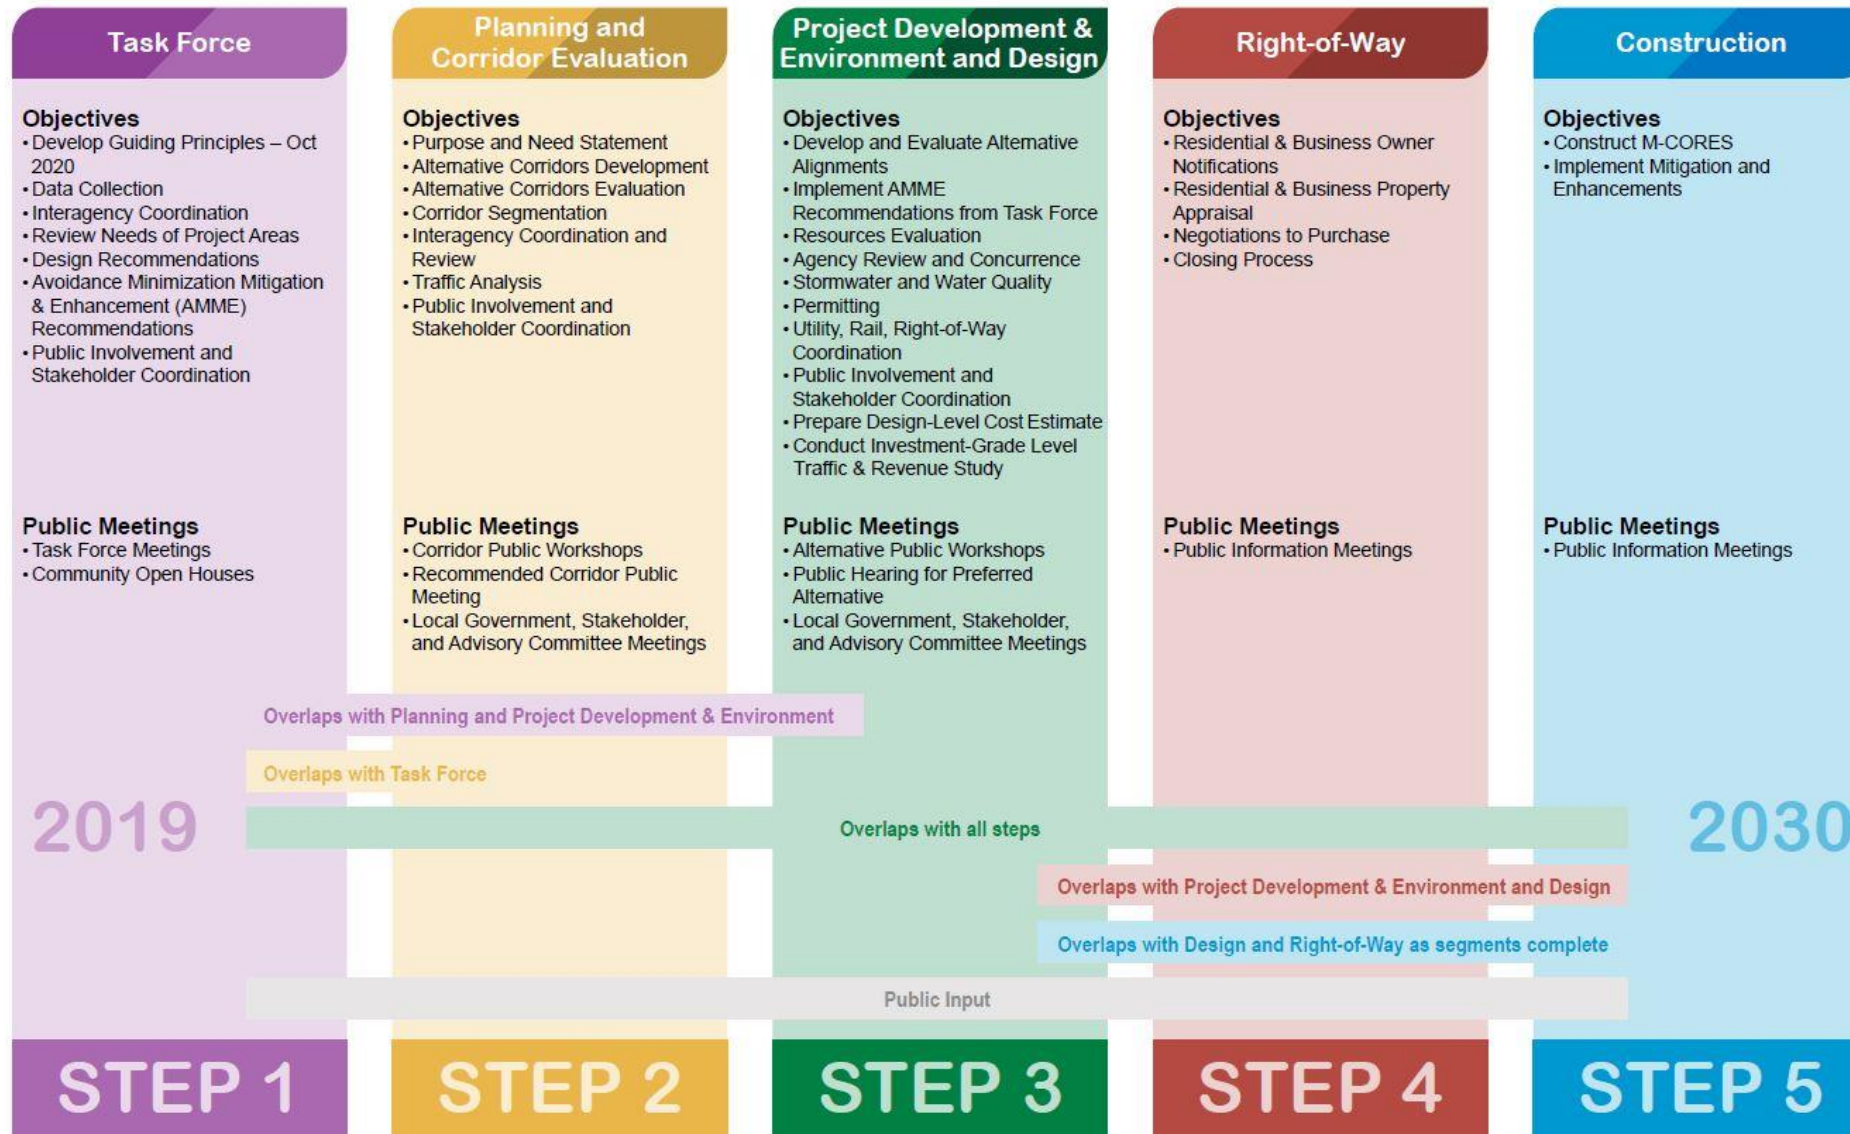 Task Force
Objectives
• Develop Guiding Principles – Oct
2020
• Data Collection
• Interagency Coordination
• Review Needs of Project Areas
• Design Recommendations
• Avoidance Minimization Mitigation
& Enhancement (AMME)
Recommendations
• Public Involvement and
Stakeholder Coordination
Public Meetings
• Task Force Meetings
• Community Open Houses
Planning and
Corridor Evaluation
Objectives
• Purpose and Need Statement
• Alternative Corridors Development
• Alternative Corridors Evaluation
• Corridor Segmentation
• Interagency Coordination and
Review
• Traffic Analysis
• Public Involvement and
Stakeholder Coordination
Public Meetings
• Corridor Public Workshops
• Recommended Corridor Public
Meeting
• Local Government, Stakeholder,
and Advisory Committee Meetings
Project Development &
Environment and Design
Objectives
• Develop and Evaluate Alternative
Alignments
• Implement AMME
Recommendations from Task Force
• Resources Evaluation
• Agency Review and Concurrence
• Stormwater and Water Quality
• Permitting
• Utility, Rail, Right-of-Way
Coordination
• Public Involvement and
Stakeholder Coordination
• Prepare Design-Level Cost Estimate
• Conduct Investment-Grade Level
Traffic & Revenue Study
Public Meetings
• Alternative Public Workshops
• Public Hearing for Preferred
Alternative
• Local Government, Stakeholder,
and Advisory Committee Meetings
Right-of-Way
Objectives
• Residential & Business Owner
Notifications
• Residential & Business Property
Appraisal
• Negotiations to Purchase
• Closing Process
Public Meetings
• Public Information Meetings
Construction
Objectives
• Construct M-CORES
• Implement Mitigation and
Enhancements
Public Meetings
• Public Information Meetings
Overlaps with Planning and Project Development & Environment
Overlaps with Task Force
2019
Overlaps with all steps
2030
Overlaps with Project Development & Environment and Design
Overlaps with Design and Right-of-Way as segments complete
Public Input
STEP 1
STEP 2
STEP 3
STEP 4
STEP 5